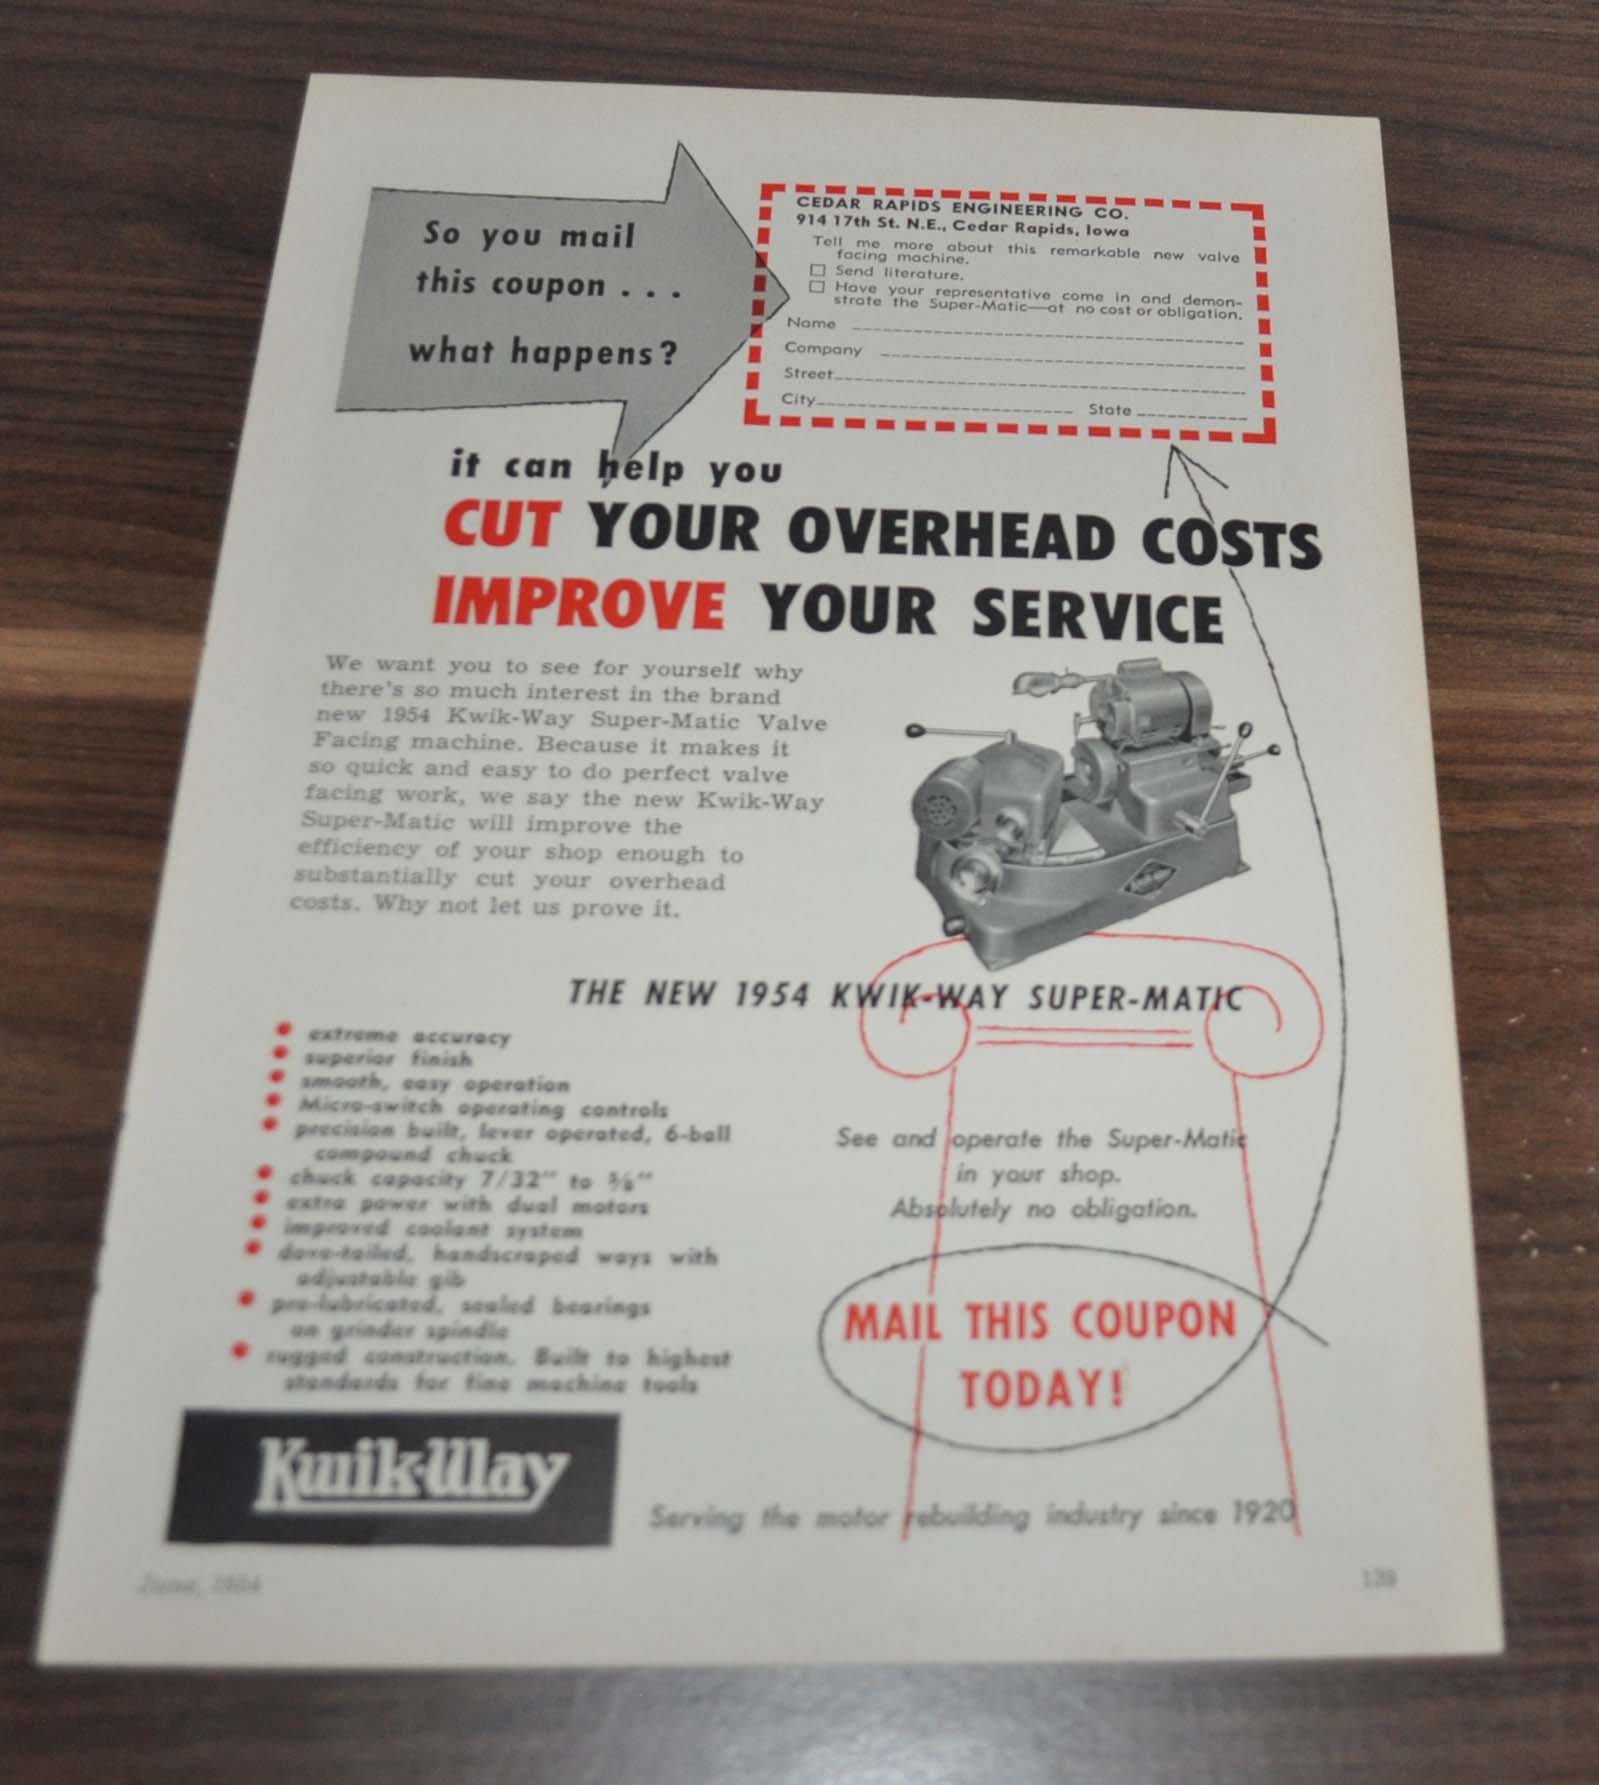 So you mail
this coupon . . .
what happens?
CEDAR RAPIDS ENGINEERING CO.
914 17th St. N.E., Cedar Rapids, Iowa
Tell me more about this remarkable new valve
facing machine.
☐ Send literature.
☐ Have your representative come in and demon-
strate the Super-Matic—at no cost or obligation.
Name
Company
Street
City State
it can help you
CUT YOUR OVERHEAD COSTS
IMPROVE YOUR SERVICE
We want you to see for yourself why
there's so much interest in the brand
new 1954 Kwik-Way Super-Matic Valve
Facing machine. Because it makes it
so quick and easy to do perfect valve
facing work, we say the new Kwik-Way
Super-Matic will improve the
efficiency of your shop enough to
substantially cut your overhead
costs. Why not let us prove it.
THE NEW 1954 KWIK-WAY SUPER-MATIC
• extreme accuracy
• superior finish
• smooth, easy operation
• Micro-switch operating controls
• precision built, lever operated, 6-ball
compound chuck
• chuck capacity 7/32" to ⅝"
• extra power with dual motors
• improved coolant system
• dove-tailed, handscraped ways with
adjustable gib
• pre-lubricated, sealed bearings
on grinder spindle
• rugged construction. Built to highest
standards for fine machine tools
See and operate the Super-Matic
in your shop.
Absolutely no obligation.
MAIL THIS COUPON
TODAY!
Kwik-Way
Serving the motor rebuilding industry since 1920
June, 1954
139